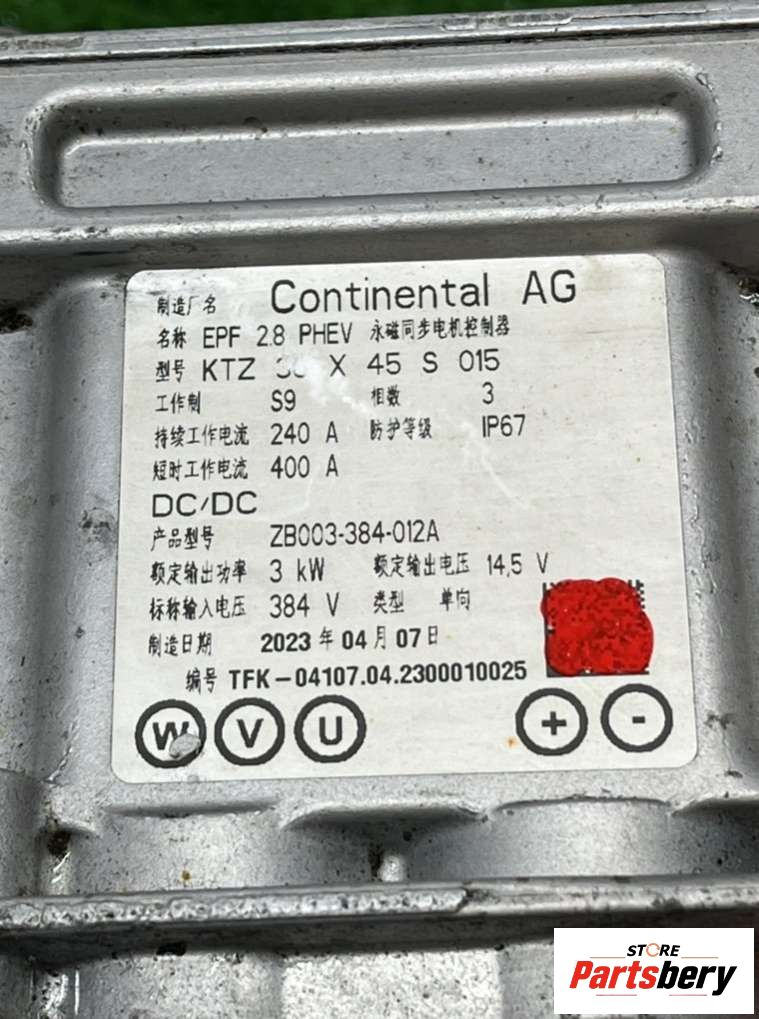 制造厂名 Continental AG
名称 EPF 2.8 PHEV 永磁同步电机控制器
型号 KTZ X 45 S 015
工作制 S9 相数 3
持续工作电流 240 A 防护等级 IP67
短时工作电流 400 A
DC/DC
产品型号 ZB003-384-012A
额定输出功率 3 kW 额定输出电压 14,5 V
标称输入电压 384 V 类型 单向
制造日期 2023 年 04 月 07 日
编号 TFK-04107.04.2300010025
W V U + -
STORE
Partsbery